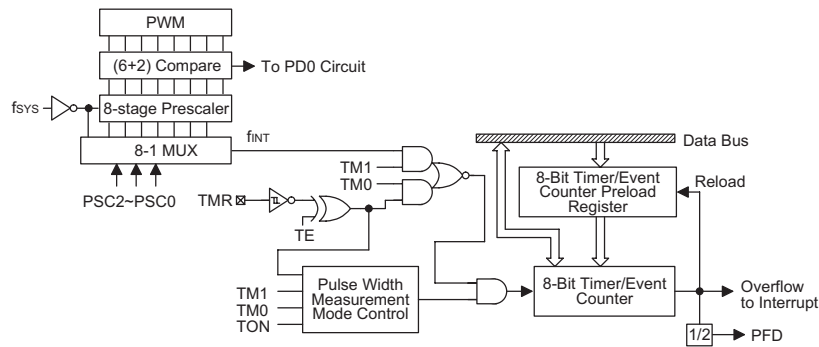 PWM
(6+2) Compare
To PD0 Circuit
fSYS
8-stage Prescaler
8-1 MUX
fINT
PSC2~PSC0
TMR
TE
TM1
TM0
Data Bus
8-Bit Timer/Event
Counter Preload
Register
Reload
TM1
TM0
TON
Pulse Width
Measurement
Mode Control
8-Bit Timer/Event
Counter
Overflow
to Interrupt
1/2
PFD